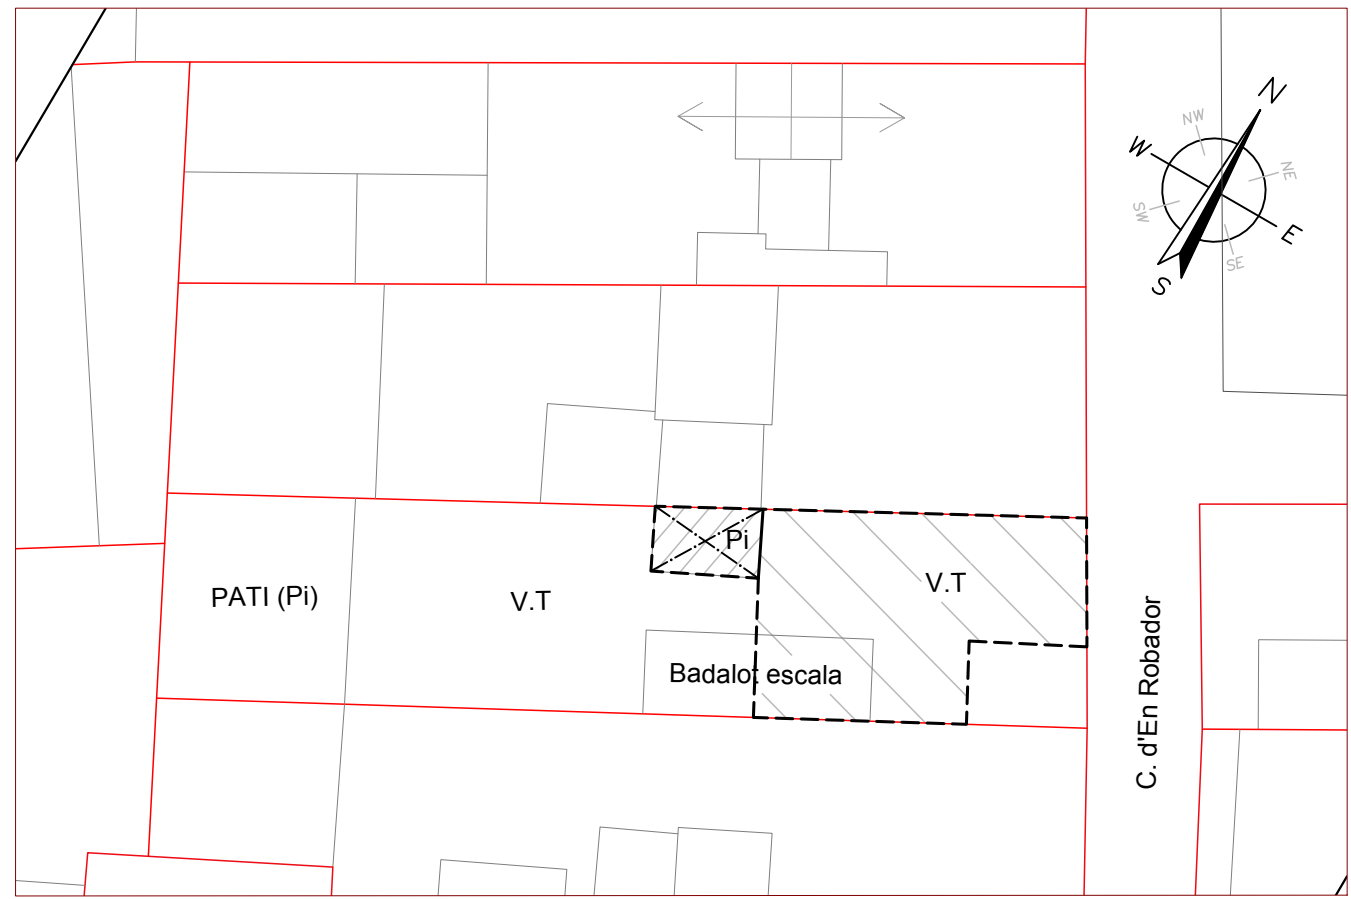 N
NW
W
NE
SW
E
SE
S
Pi
V.T
PATI (Pi)
V.T
Badalot escala
C. d'En Robador